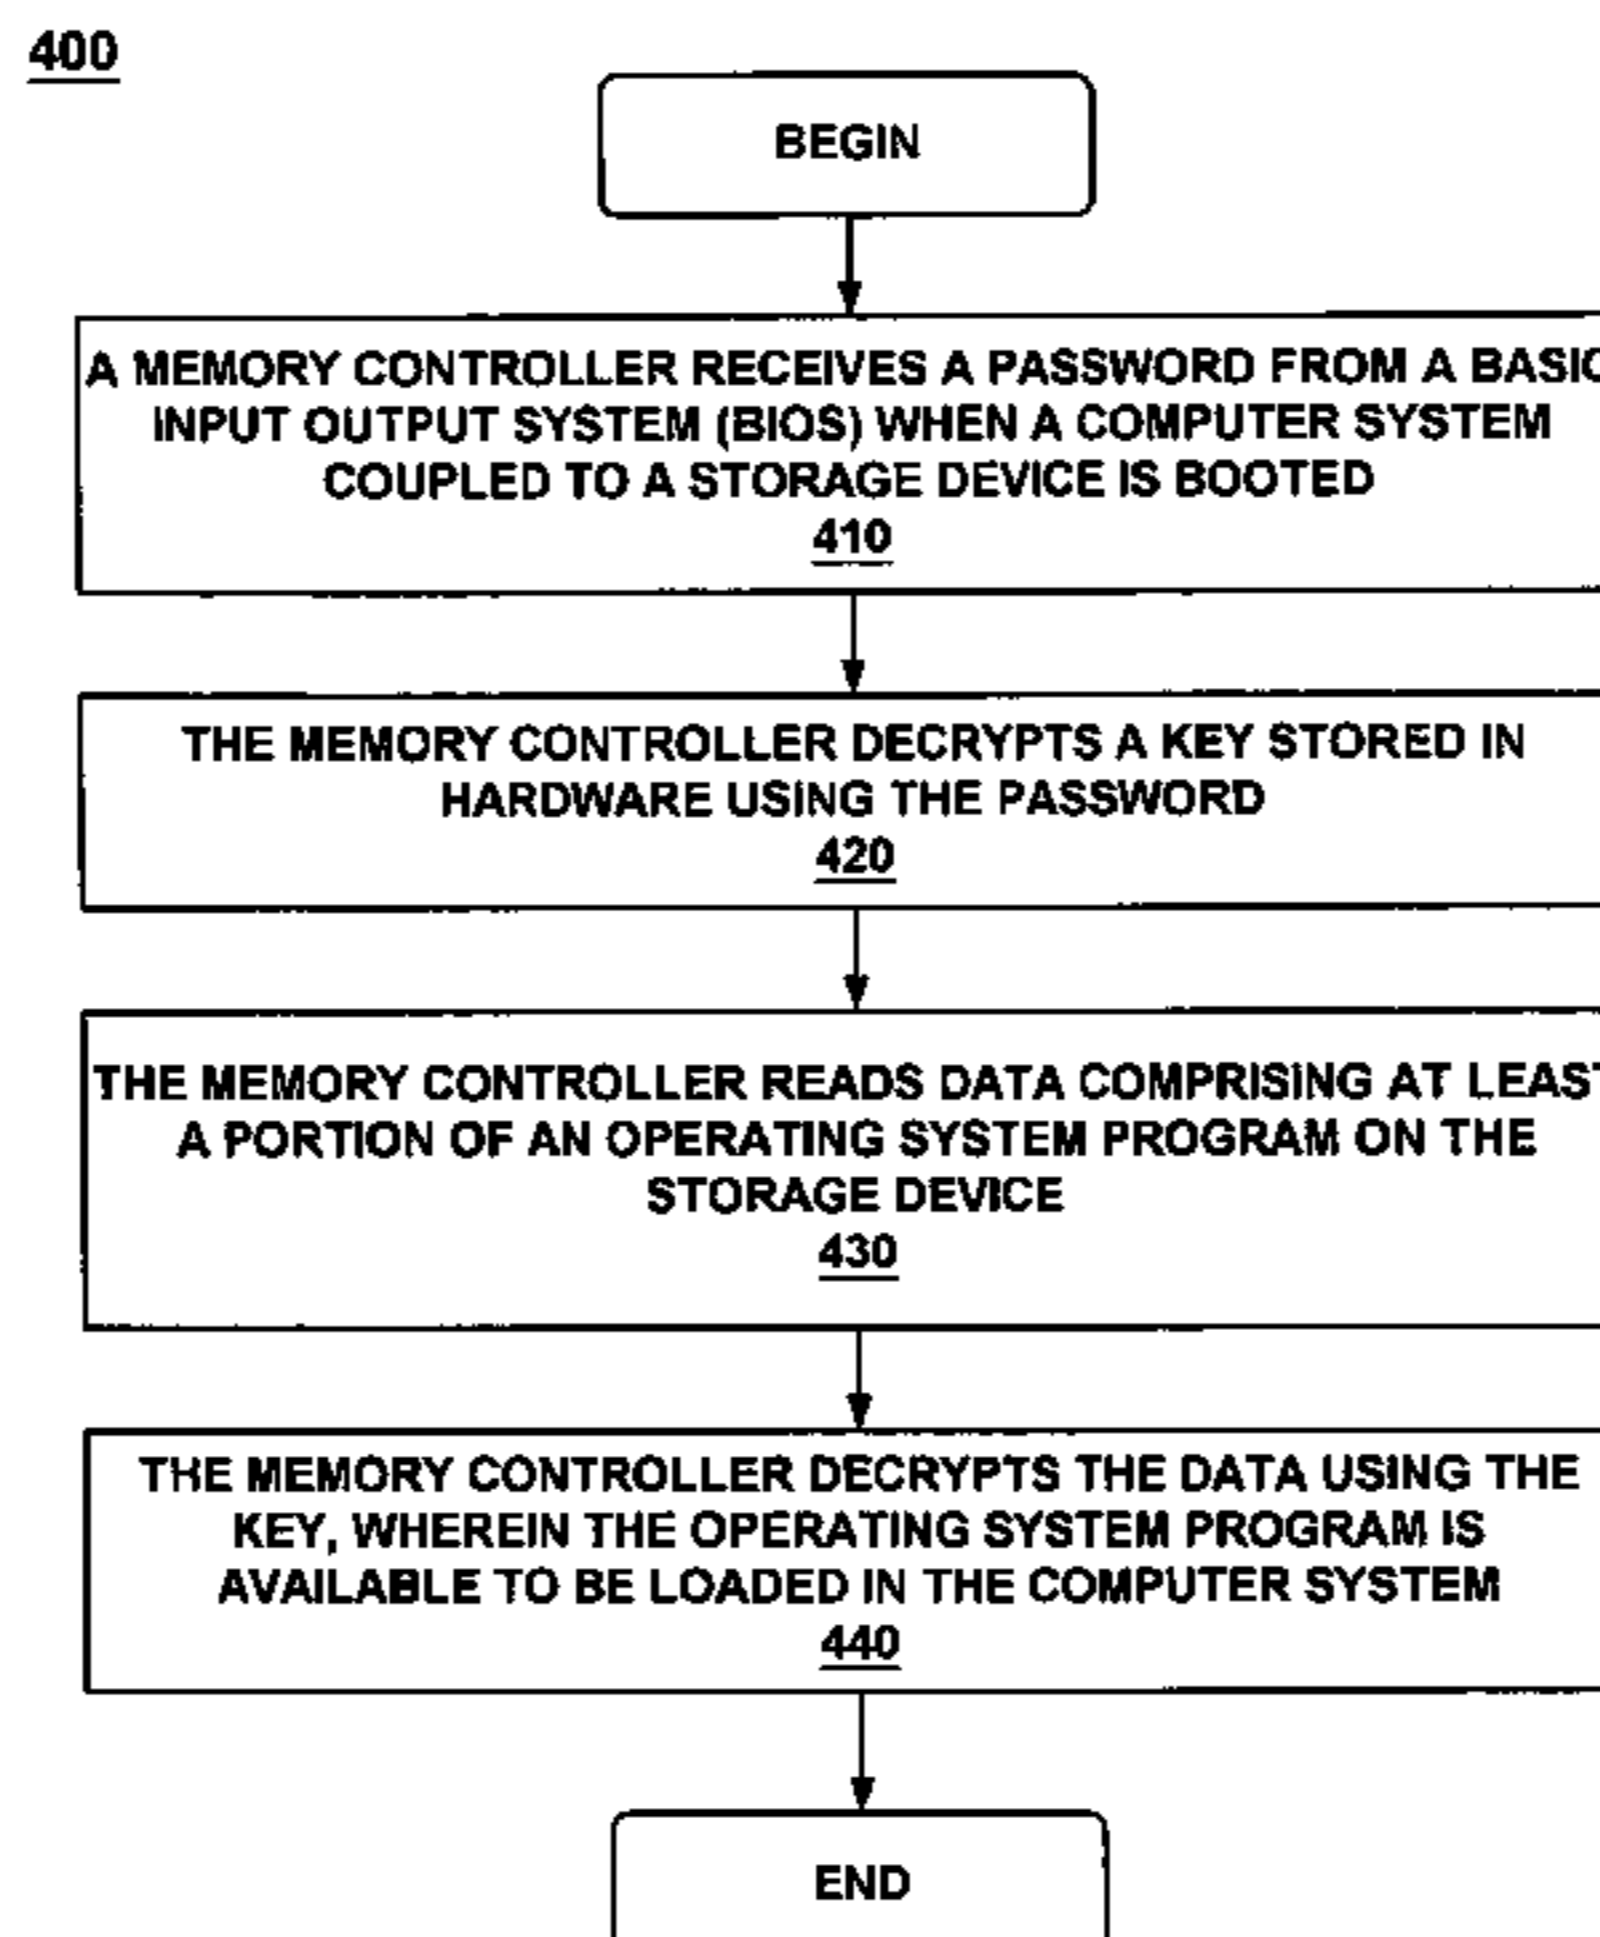 400
BEGIN
A MEMORY CONTROLLER RECEIVES A PASSWORD FROM A BASIC
INPUT OUTPUT SYSTEM (BIOS) WHEN A COMPUTER SYSTEM
COUPLED TO A STORAGE DEVICE IS BOOTED
410
THE MEMORY CONTROLLER DECRYPTS A KEY STORED IN
HARDWARE USING THE PASSWORD
420
THE MEMORY CONTROLLER READS DATA COMPRISING AT LEAST
A PORTION OF AN OPERATING SYSTEM PROGRAM ON THE
STORAGE DEVICE
430
THE MEMORY CONTROLLER DECRYPTS THE DATA USING THE
KEY, WHEREIN THE OPERATING SYSTEM PROGRAM IS
AVAILABLE TO BE LOADED IN THE COMPUTER SYSTEM
440
END